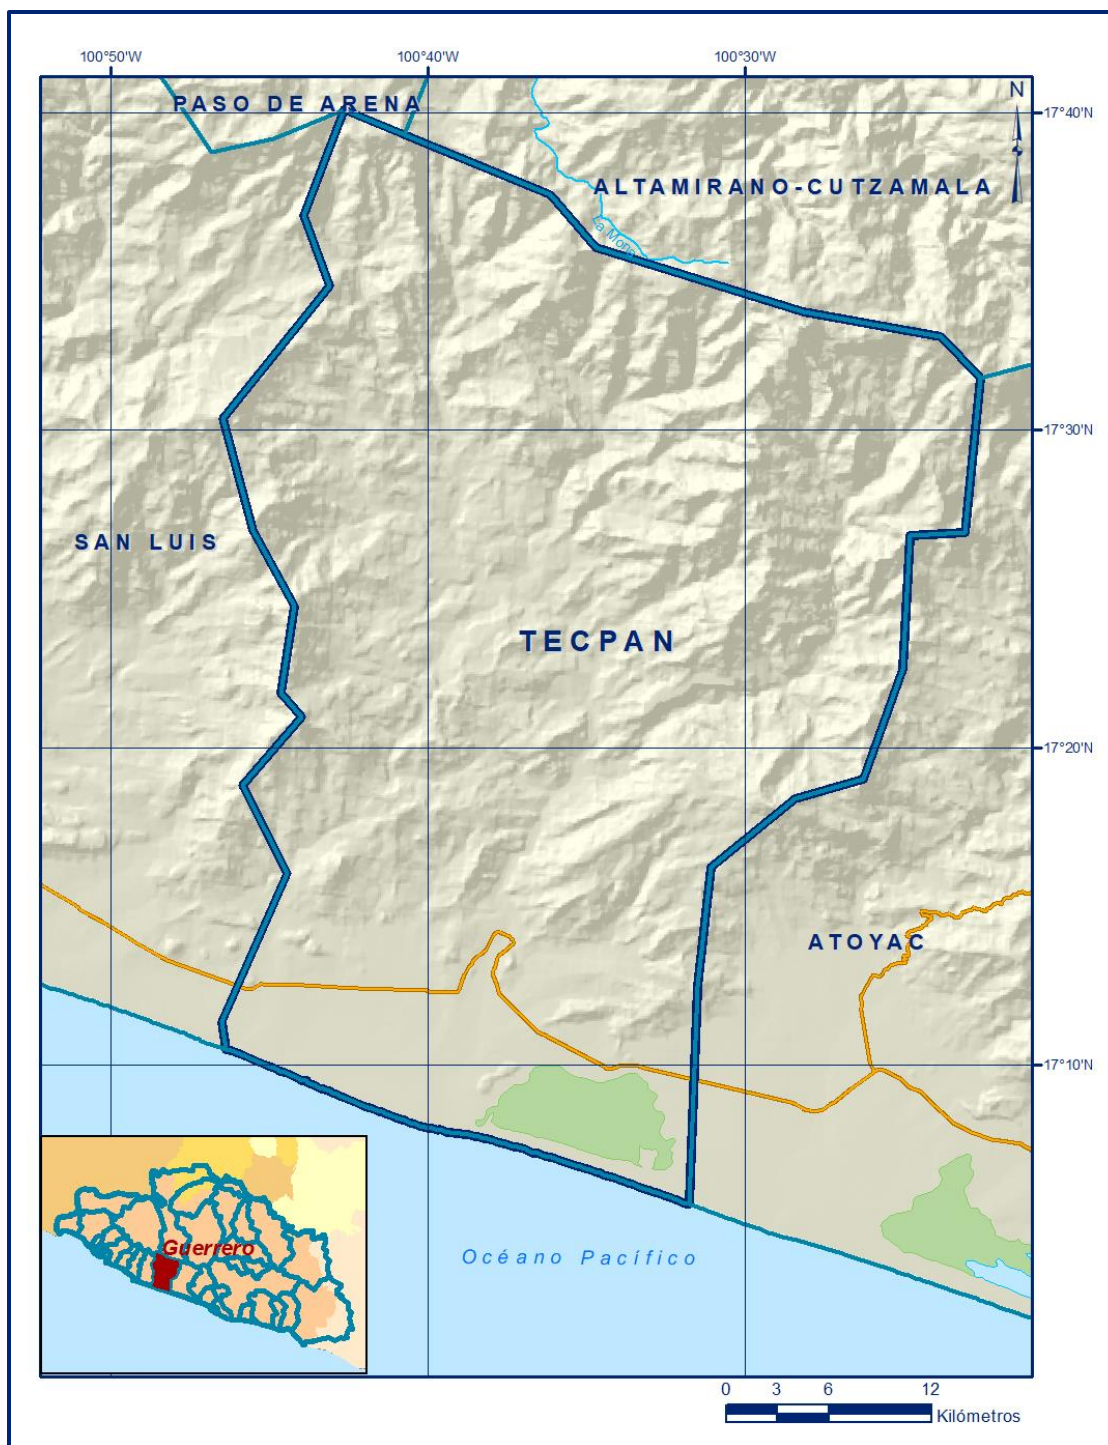 100°50'W 100°40'W 100°30'W
N
PASO DE ARENA
17°40'N
ALTAMIRANO-CUTZAMALA
17°30'N
SAN LUIS
TECPAN
17°20'N
ATOYAC
17°10'N
Guerrero
Océano Pacífico
0 3 6 12
Kilómetros